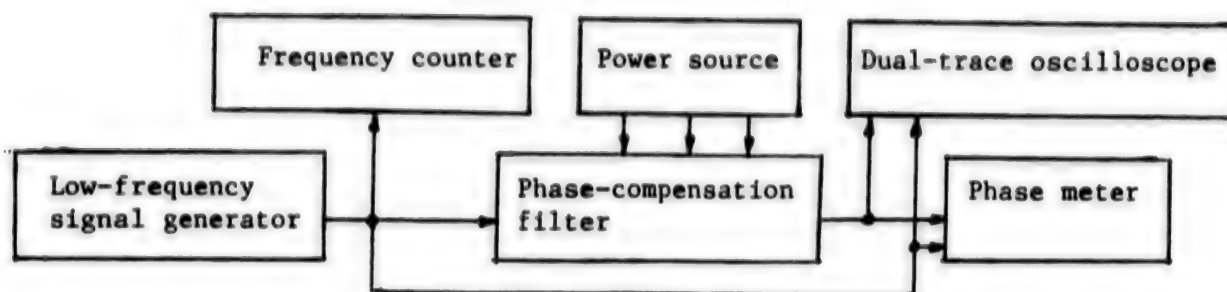 Frequency counter
Power source
Dual-trace oscilloscope
Low-frequency
signal generator
Phase-compensation
filter
Phase meter